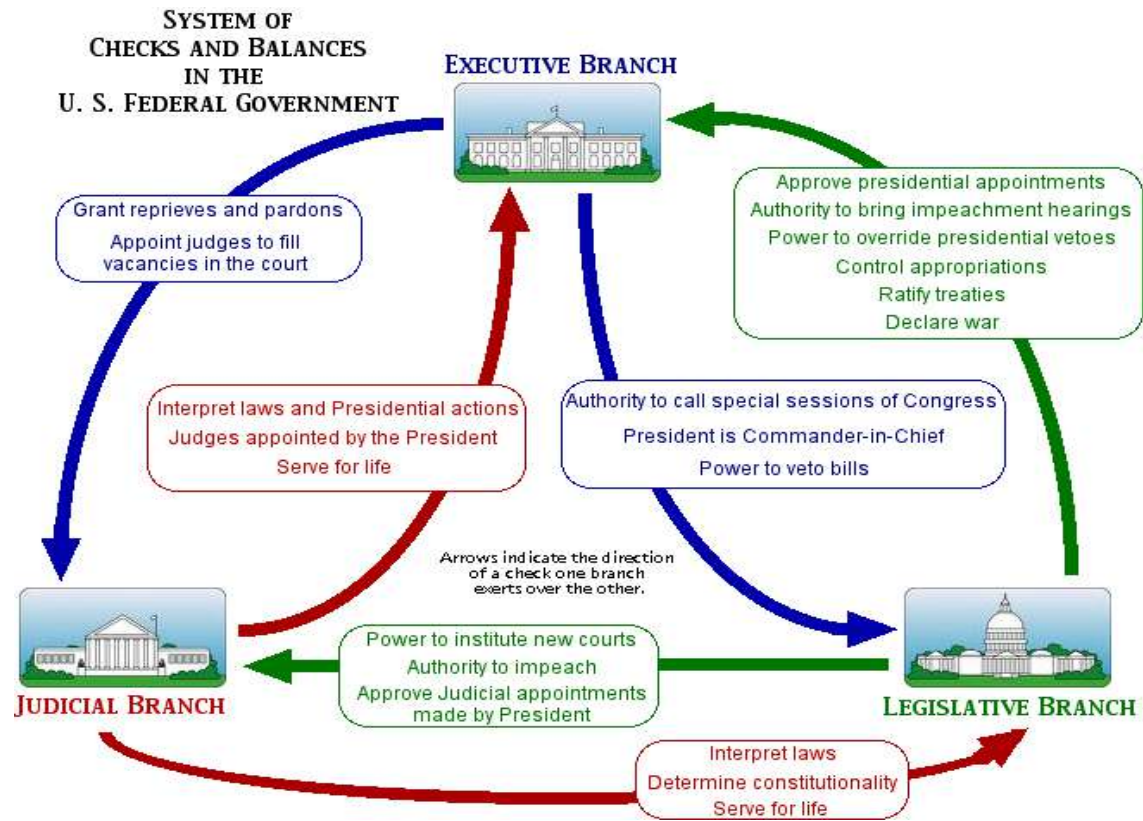 SYSTEM OF
CHECKS AND BALANCES
IN THE
U. S. FEDERAL GOVERNMENT
EXECUTIVE BRANCH
Grant reprieves and pardons
Appoint judges to fill
vacancies in the court
Approve presidential appointments
Authority to bring impeachment hearings
Power to override presidential vetoes
Control appropriations
Ratify treaties
Declare war
Interpret laws and Presidential actions
Judges appointed by the President
Serve for life
Authority to call special sessions of Congress
President is Commander-in-Chief
Power to veto bills
Arrows indicate the direction
of a check one branch
exerts over the other.
JUDICIAL BRANCH
Power to institute new courts
Authority to impeach
Approve Judicial appointments
made by President
LEGISLATIVE BRANCH
Interpret laws
Determine constitutionality
Serve for life